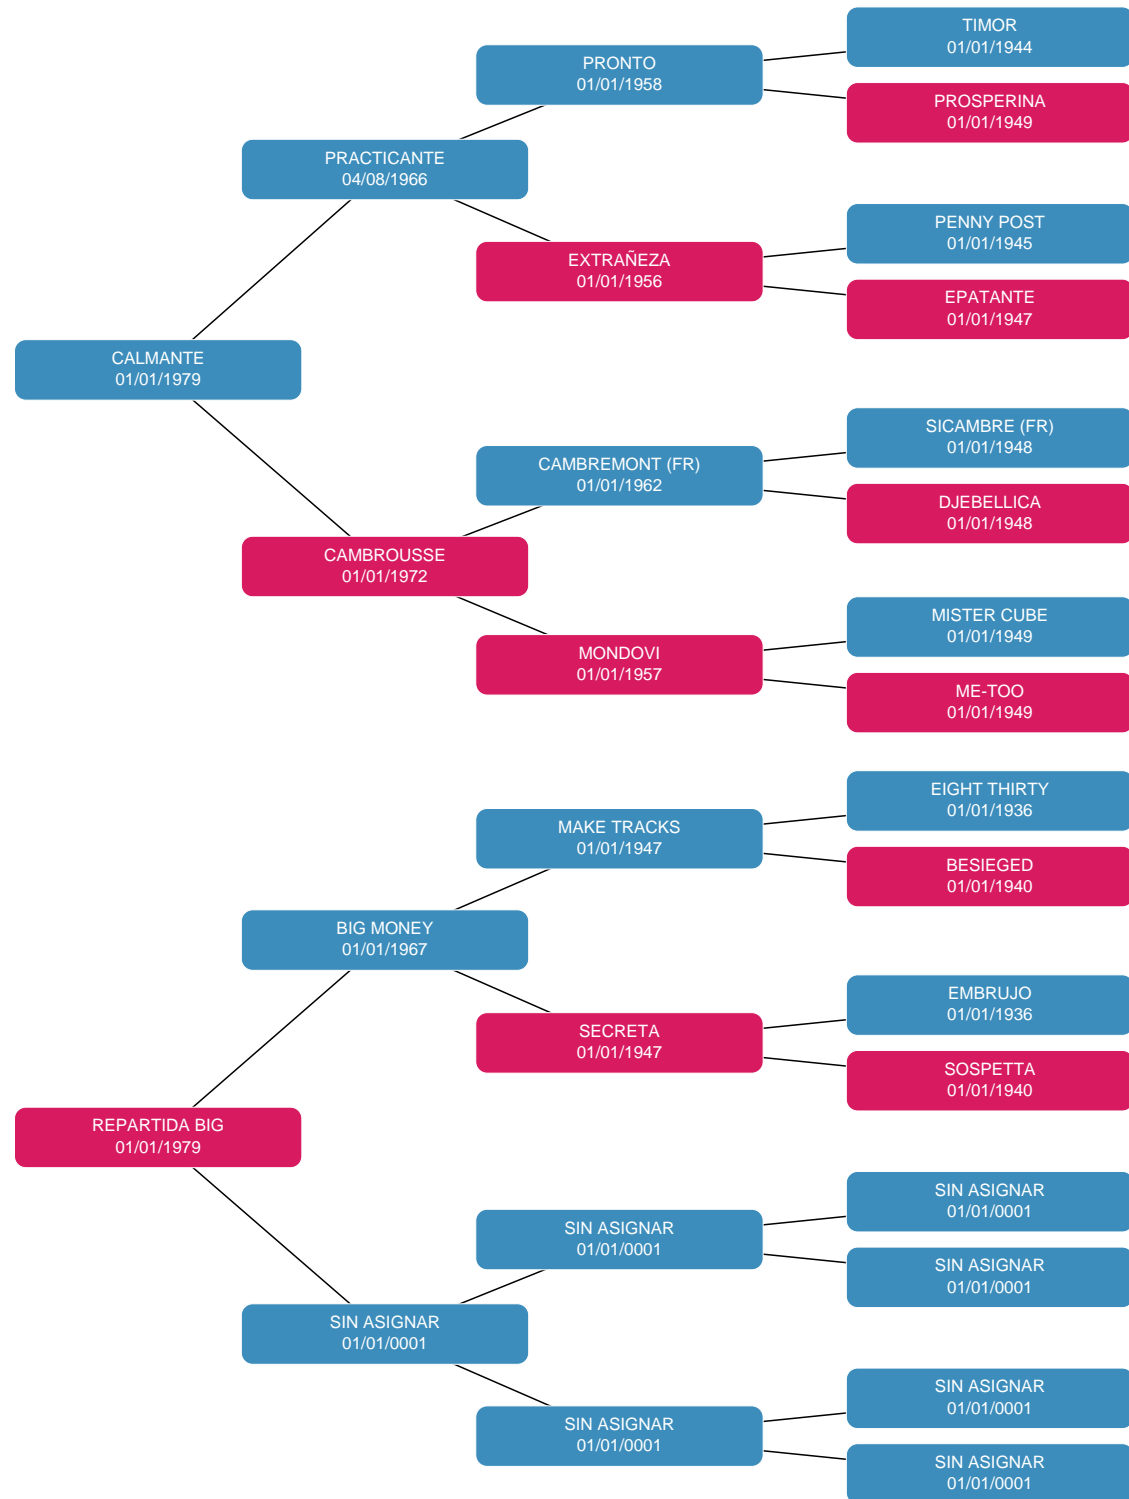 TIMOR
01/01/1944
PRONTO
01/01/1958
PROSPERINA
01/01/1949
PRACTICANTE
04/08/1966
PENNY POST
01/01/1945
EXTRAÑEZA
01/01/1956
EPATANTE
01/01/1947
CALMANTE
01/01/1979
SICAMBRE (FR)
01/01/1948
CAMBREMONT (FR)
01/01/1962
DJEBELLICA
01/01/1948
CAMBROUSSE
01/01/1972
MISTER CUBE
01/01/1949
MONDOVI
01/01/1957
ME-TOO
01/01/1949
EIGHT THIRTY
01/01/1936
MAKE TRACKS
01/01/1947
BESIEGED
01/01/1940
BIG MONEY
01/01/1967
EMBRUJO
01/01/1936
SECRETA
01/01/1947
SOSPETTA
01/01/1940
REPARTIDA BIG
01/01/1979
SIN ASIGNAR
01/01/0001
SIN ASIGNAR
01/01/0001
SIN ASIGNAR
01/01/0001
SIN ASIGNAR
01/01/0001
SIN ASIGNAR
01/01/0001
SIN ASIGNAR
01/01/0001
SIN ASIGNAR
01/01/0001